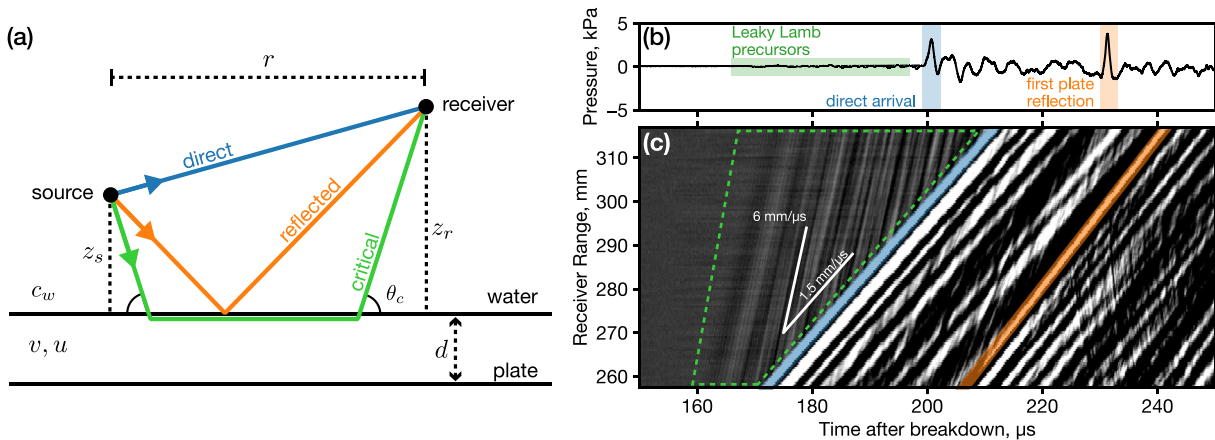 (a)
r
receiver
direct
source
reflected
critical
z_s
z_r
c_w
θ_c
water
v, u
d
plate
(b)
Pressure, kPa
5
0
−5
Leaky Lamb
precursors
direct arrival
first plate
reflection
(c)
Receiver Range, mm
310
300
290
280
270
260
6 mm/μs
1.5 mm/μs
160
180
200
220
240
Time after breakdown, μs